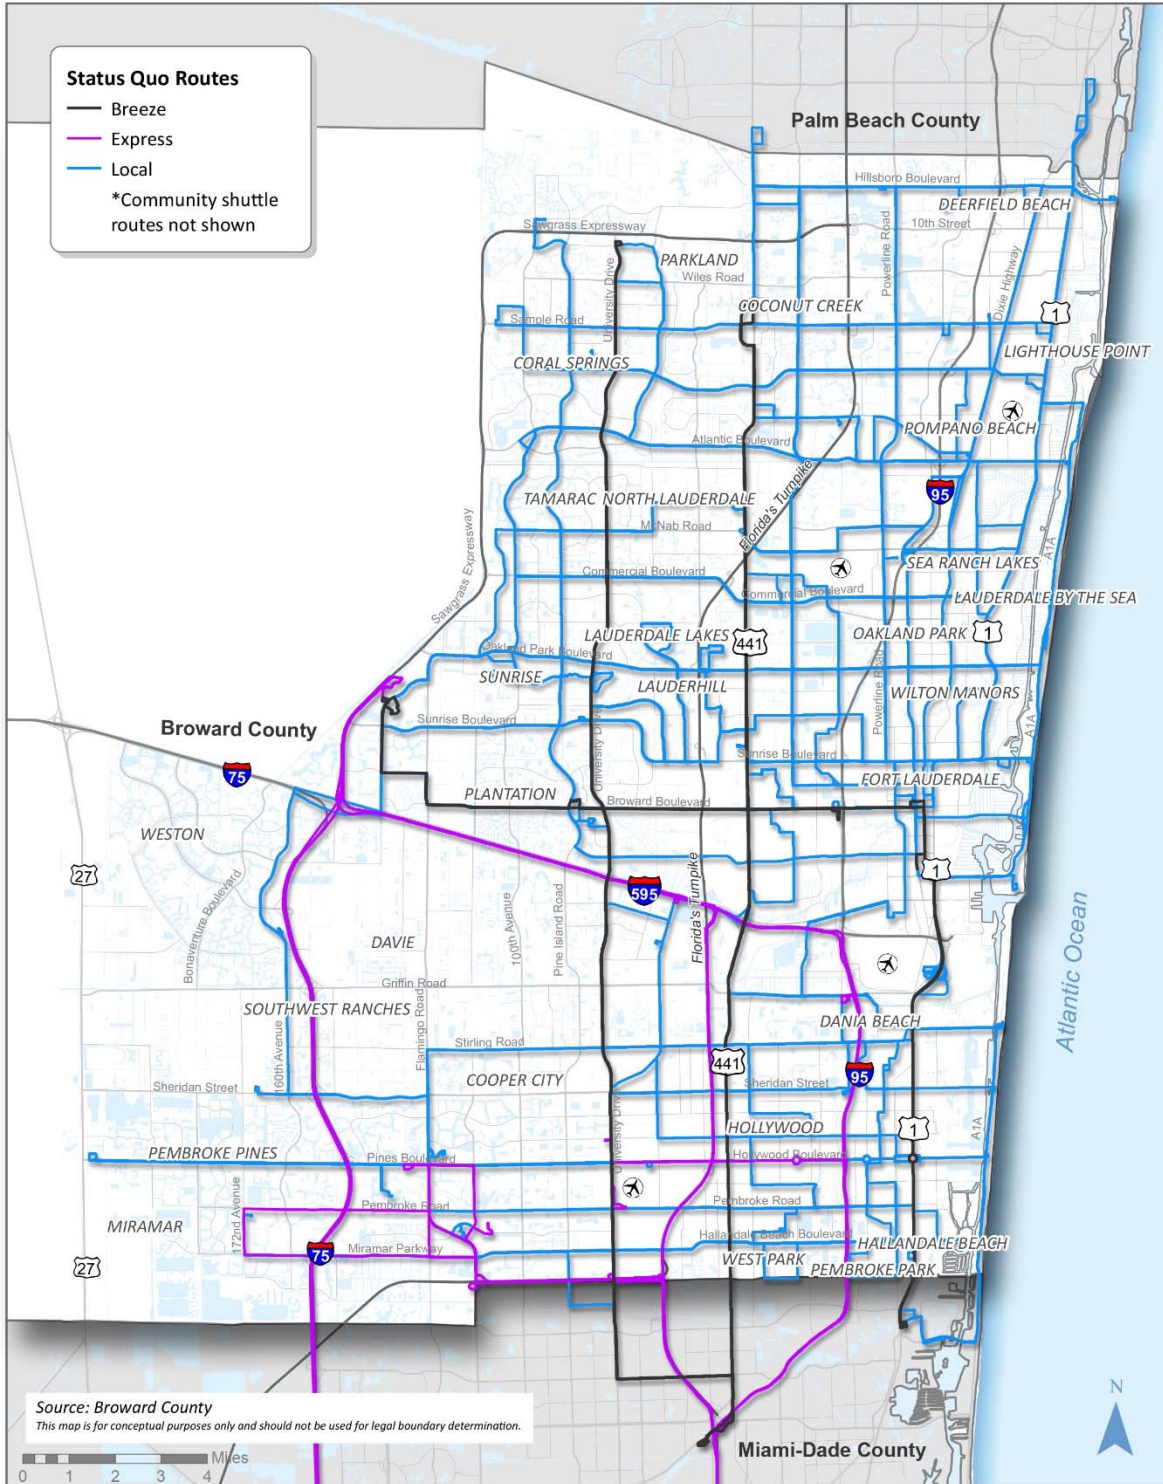 Status Quo Routes
Breeze
Express
Local
*Community shuttle
routes not shown
Palm Beach County
Hillsboro Boulevard
DEERFIELD BEACH
10th Street
Sawgrass Expressway
PARKLAND
Wiles Road
University Drive
Powerline Road
Dixie Highway
COCONUT CREEK
1
Sample Road
LIGHTHOUSE POINT
CORAL SPRINGS
POMPANO BEACH
Atlantic Boulevard
95
TAMARAC
NORTH LAUDERDALE
McNab Road
Florida's Turnpike
A1A
Sawgrass Expressway
SEA RANCH LAKES
Commercial Boulevard
Commercial Boulevard
LAUDERDALE BY THE SEA
LAUDERDALE LAKES
441
OAKLAND PARK
1
Oakland Park Boulevard
SUNRISE
LAUDERHILL
Powerline Road
WILTON MANORS
A1A
Broward County
Sunrise Boulevard
University Drive
Sunrise Boulevard
75
FORT LAUDERDALE
PLANTATION
Broward Boulevard
WESTON
27
1
595
Bonaventure Boulevard
Florida's Turnpike
100th Avenue
Pine Island Road
DAVIE
Atlantic Ocean
Griffin Road
SOUTHWEST RANCHES
DANIA BEACH
Flamingo Road
160th Avenue
Stirling Road
441
95
COOPER CITY
Sheridan Street
Sheridan Street
University Drive
HOLLYWOOD
1
A1A
PEMBROKE PINES
Pines Boulevard
Hollywood Boulevard
172nd Avenue
Pembroke Road
Pembroke Road
MIRAMAR
Miramar Parkway
Hallandale Beach Boulevard
HALLANDALE BEACH
75
27
WEST PARK
PEMBROKE PARK
Source: Broward County
This map is for conceptual purposes only and should not be used for legal boundary determination.
Miles
0 1 2 3 4
Miami-Dade County
N